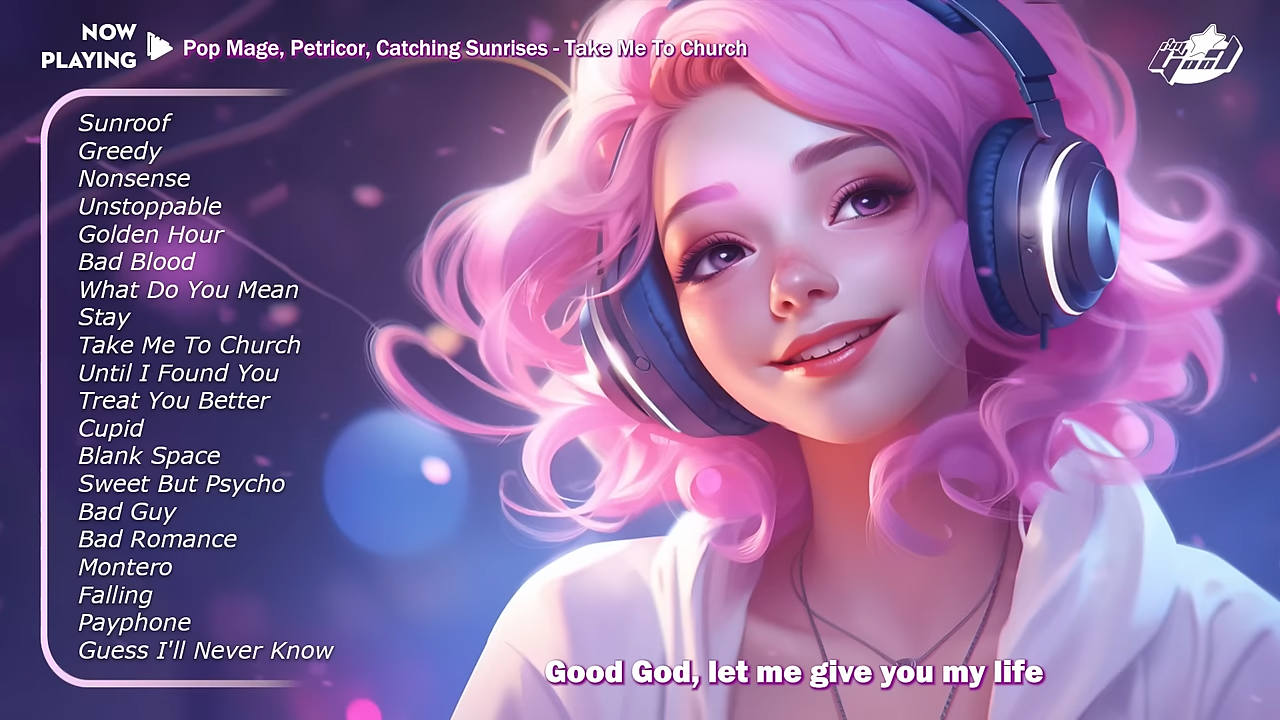 NOW
PLAYING
Pop Mage, Petricor, Catching Sunrises - Take Me To Church
Sunroof
Greedy
Nonsense
Unstoppable
Golden Hour
Bad Blood
What Do You Mean
Stay
Take Me To Church
Until I Found You
Treat You Better
Cupid
Blank Space
Sweet But Psycho
Bad Guy
Bad Romance
Montero
Falling
Payphone
Guess I'll Never Know
Good God, let me give you my life